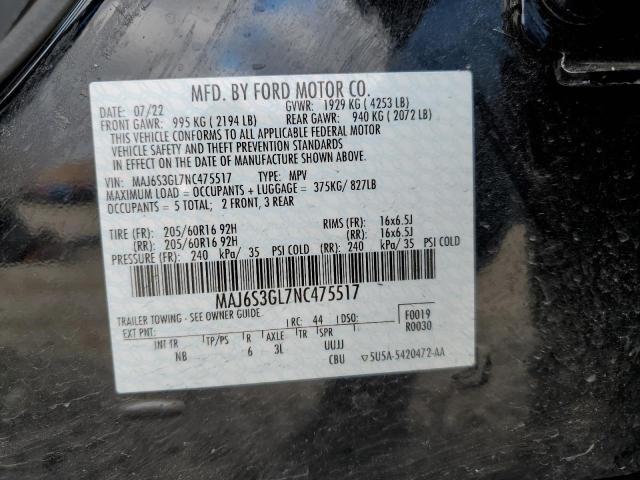 MFD. BY FORD MOTOR CO.
DATE: 07/22 GVWR: 1929 KG ( 4253 LB)
FRONT GAWR: 995 KG ( 2194 LB) REAR GAWR: 940 KG ( 2072 LB)
THIS VEHICLE CONFORMS TO ALL APPLICABLE FEDERAL MOTOR
VEHICLE SAFETY AND THEFT PREVENTION STANDARDS
IN EFFECT ON THE DATE OF MANUFACTURE SHOWN ABOVE.
VIN: MAJ6S3GL7NC475517 TYPE: MPV
MAXIMUM LOAD = OCCUPANTS + LUGGAGE = 375KG/ 827LB
OCCUPANTS = 5 TOTAL; 2 FRONT, 3 REAR
TIRE (FR): 205/60R16 92H RIMS (FR): 16x6.5J
(RR): 205/60R16 92H (RR): 16x6.5J
PRESSURE (FR): 240 kPa/ 35 PSI COLD (RR): 240 kPa/ 35 PSI COLD
MAJ6S3GL7NC475517
TRAILER TOWING - SEE OWNER GUIDE.
EXT PNT: RC: 44 DSO: F0019
R0030
INT TR TP/PS R AXLE TR SPR
NB 6 3L UUJJ
CBU ▽5U5A-5420472-AA